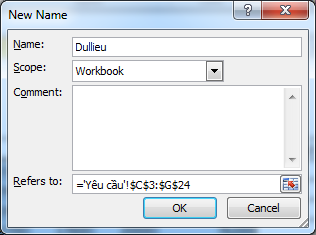 New Name
Name: Dullieu
Scope: Workbook
Comment:
Refers to: ='Yêu cầu'!$C$3:$G$24
OK Cancel